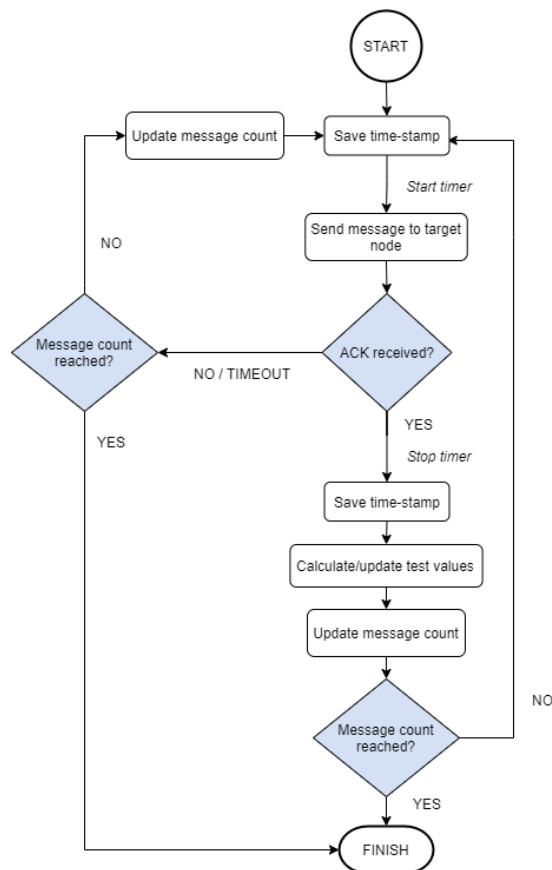 START
Update message count
Save time-stamp
Start timer
Send message to target
node
NO
Message count
reached?
ACK received?
NO / TIMEOUT
YES
YES
Stop timer
Save time-stamp
Calculate/update test values
Update message count
Message count
reached?
NO
YES
FINISH